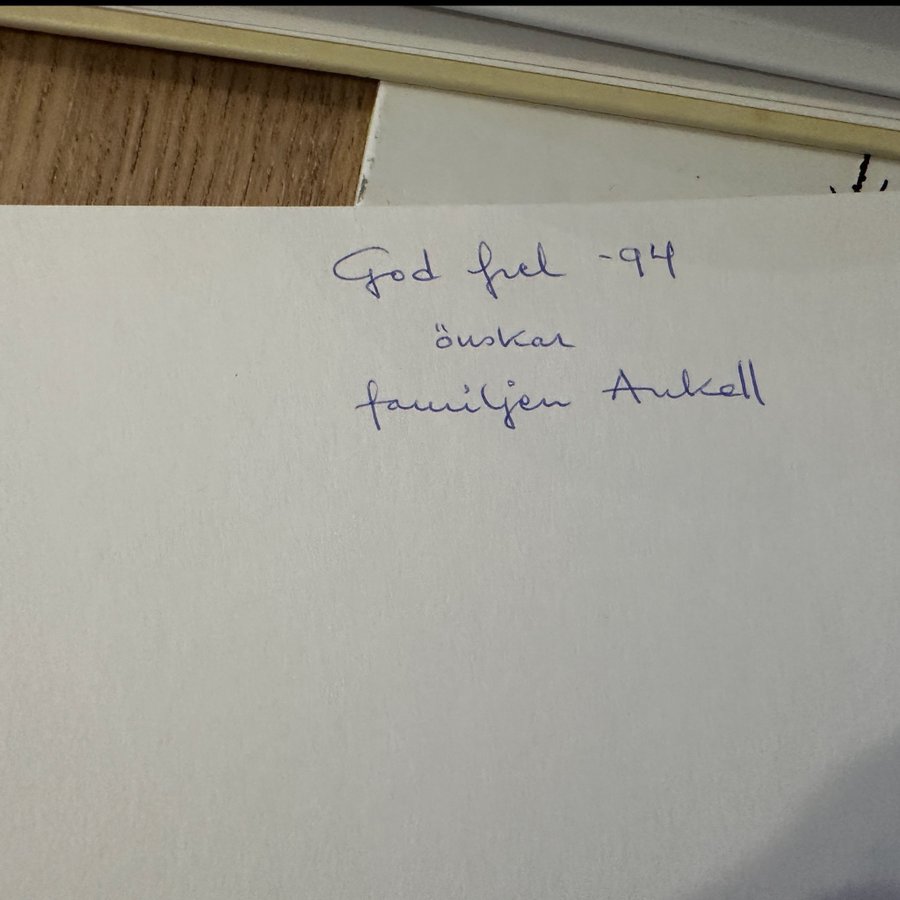 God jul -94
önskar
familjen Ankell